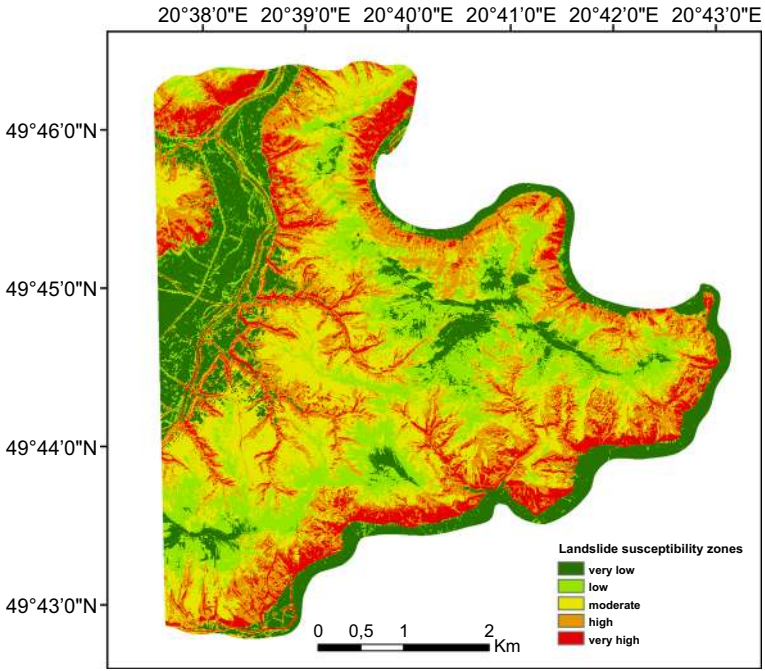 20°38'0"E 20°39'0"E 20°40'0"E 20°41'0"E 20°42'0"E 20°43'0"E
49°46'0"N
49°45'0"N
49°44'0"N
49°43'0"N
Landslide susceptibility zones
very low
low
moderate
high
very high
0 0,5 1 2
Km